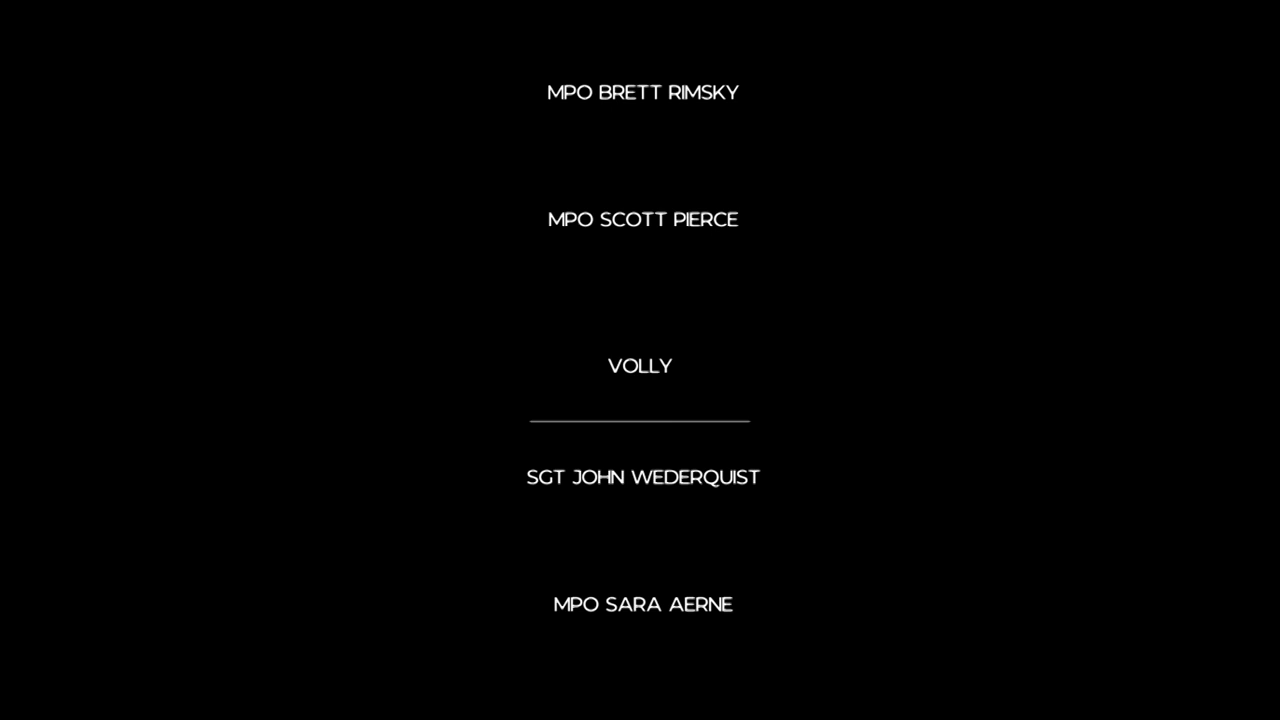 MPO BRETT RIMSKY
MPO SCOTT PIERCE
VOLLY
SGT JOHN WEDERQUIST
MPO SARA AERNE